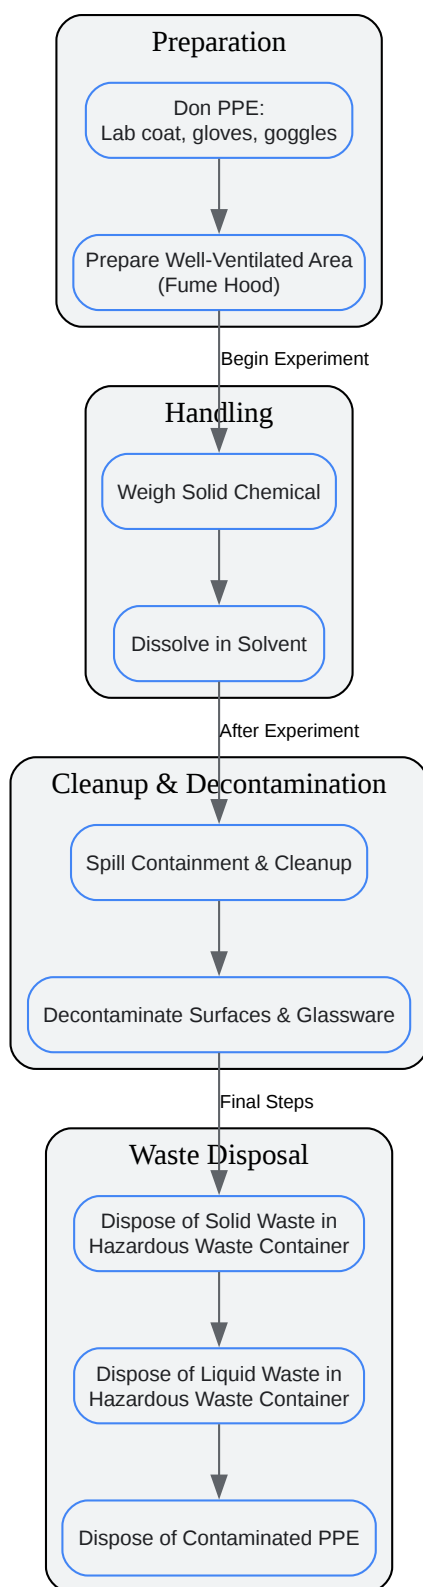 Preparation
Don PPE:
Lab coat, gloves, goggles
Prepare Well-Ventilated Area
(Fume Hood)
Begin Experiment
Handling
Weigh Solid Chemical
Dissolve in Solvent
After Experiment
Cleanup & Decontamination
Spill Containment & Cleanup
Decontaminate Surfaces & Glassware
Final Steps
Waste Disposal
Dispose of Solid Waste in
Hazardous Waste Container
Dispose of Liquid Waste in
Hazardous Waste Container
Dispose of Contaminated PPE